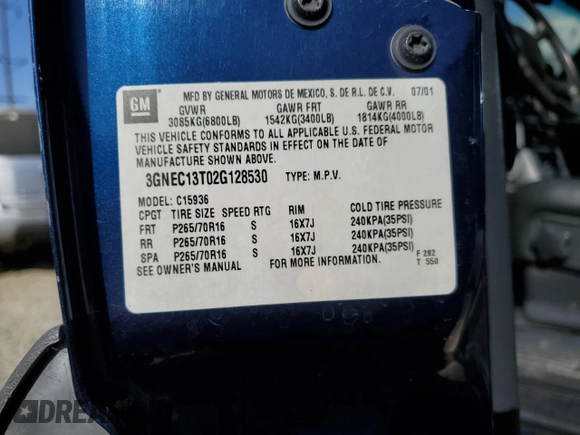 GM
MFD BY GENERAL MOTORS DE MEXICO, S. DE R.L. DE C.V. 07/01
GVWR GAWR FRT GAWR RR
3085KG(6800LB) 1542KG(3400LB) 1814KG(4000LB)
THIS VEHICLE CONFORMS TO ALL APPLICABLE U.S. FEDERAL MOTOR
VEHICLE SAFETY STANDARDS IN EFFECT ON THE DATE OF
MANUFACTURE SHOWN ABOVE.
3GNEC13T02G128530 TYPE: M.P.V.
MODEL: C15936
CPGT TIRE SIZE SPEED RTG RIM COLD TIRE PRESSURE
FRT P265/70R16 S 16X7J 240KPA(35PSI)
RR P265/70R16 S 16X7J 240KPA(35PSI)
SPA P265/70R16 S 16X7J 240KPA(35PSI)
SEE OWNER'S MANUAL FOR MORE INFORMATION.
F 282
T 550